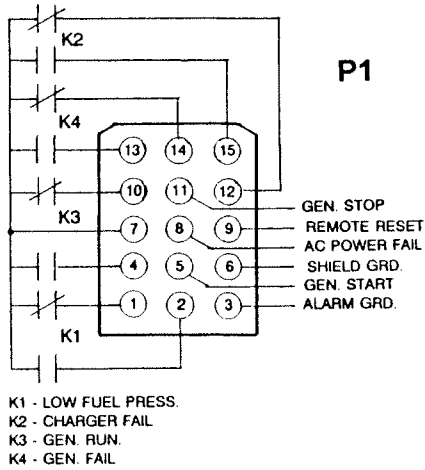 K2
P1
K4
13 14 15
10 11 12
GEN. STOP
K3
7 8 9
REMOTE RESET
AC POWER FAIL
4 5 6
SHIELD GRD.
GEN. START
1 2 3
ALARM GRD.
K1
K1 - LOW FUEL PRESS.
K2 - CHARGER FAIL
K3 - GEN. RUN.
K4 - GEN. FAIL